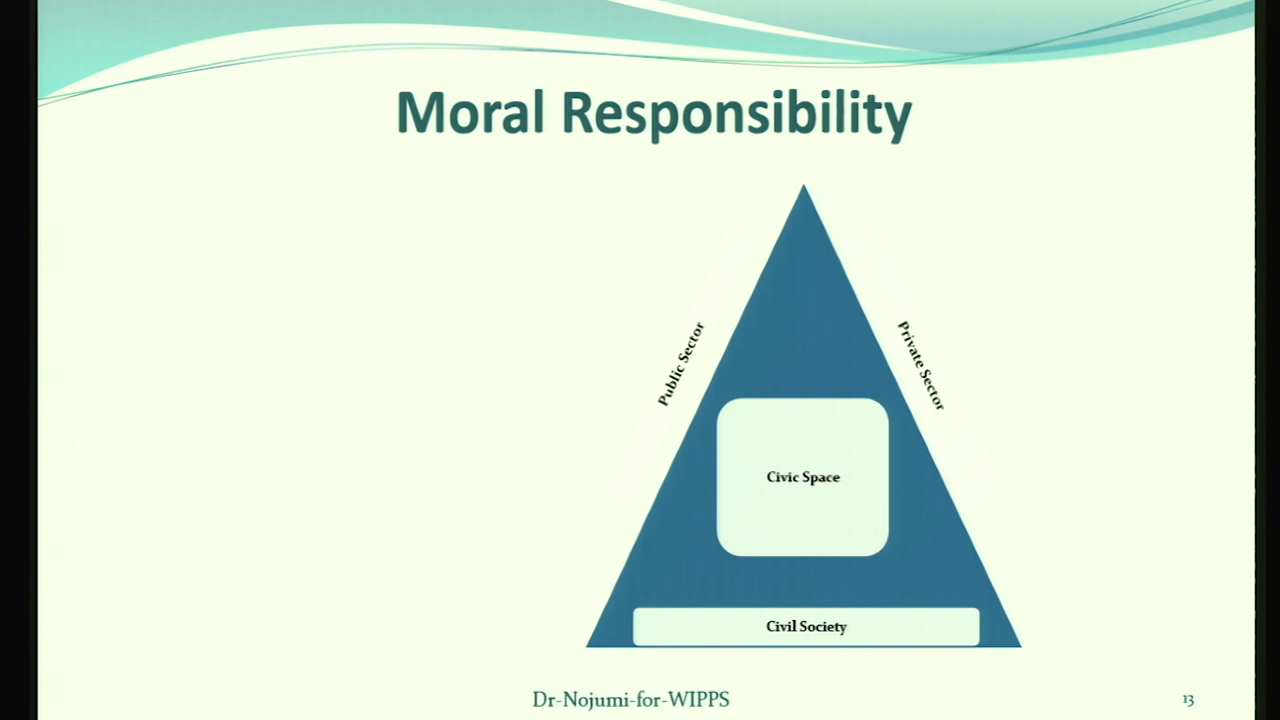 Moral Responsibility
Public Sector
Private Sector
Civic Space
Civil Society
Dr-Nojumi-for-WIPPS
13